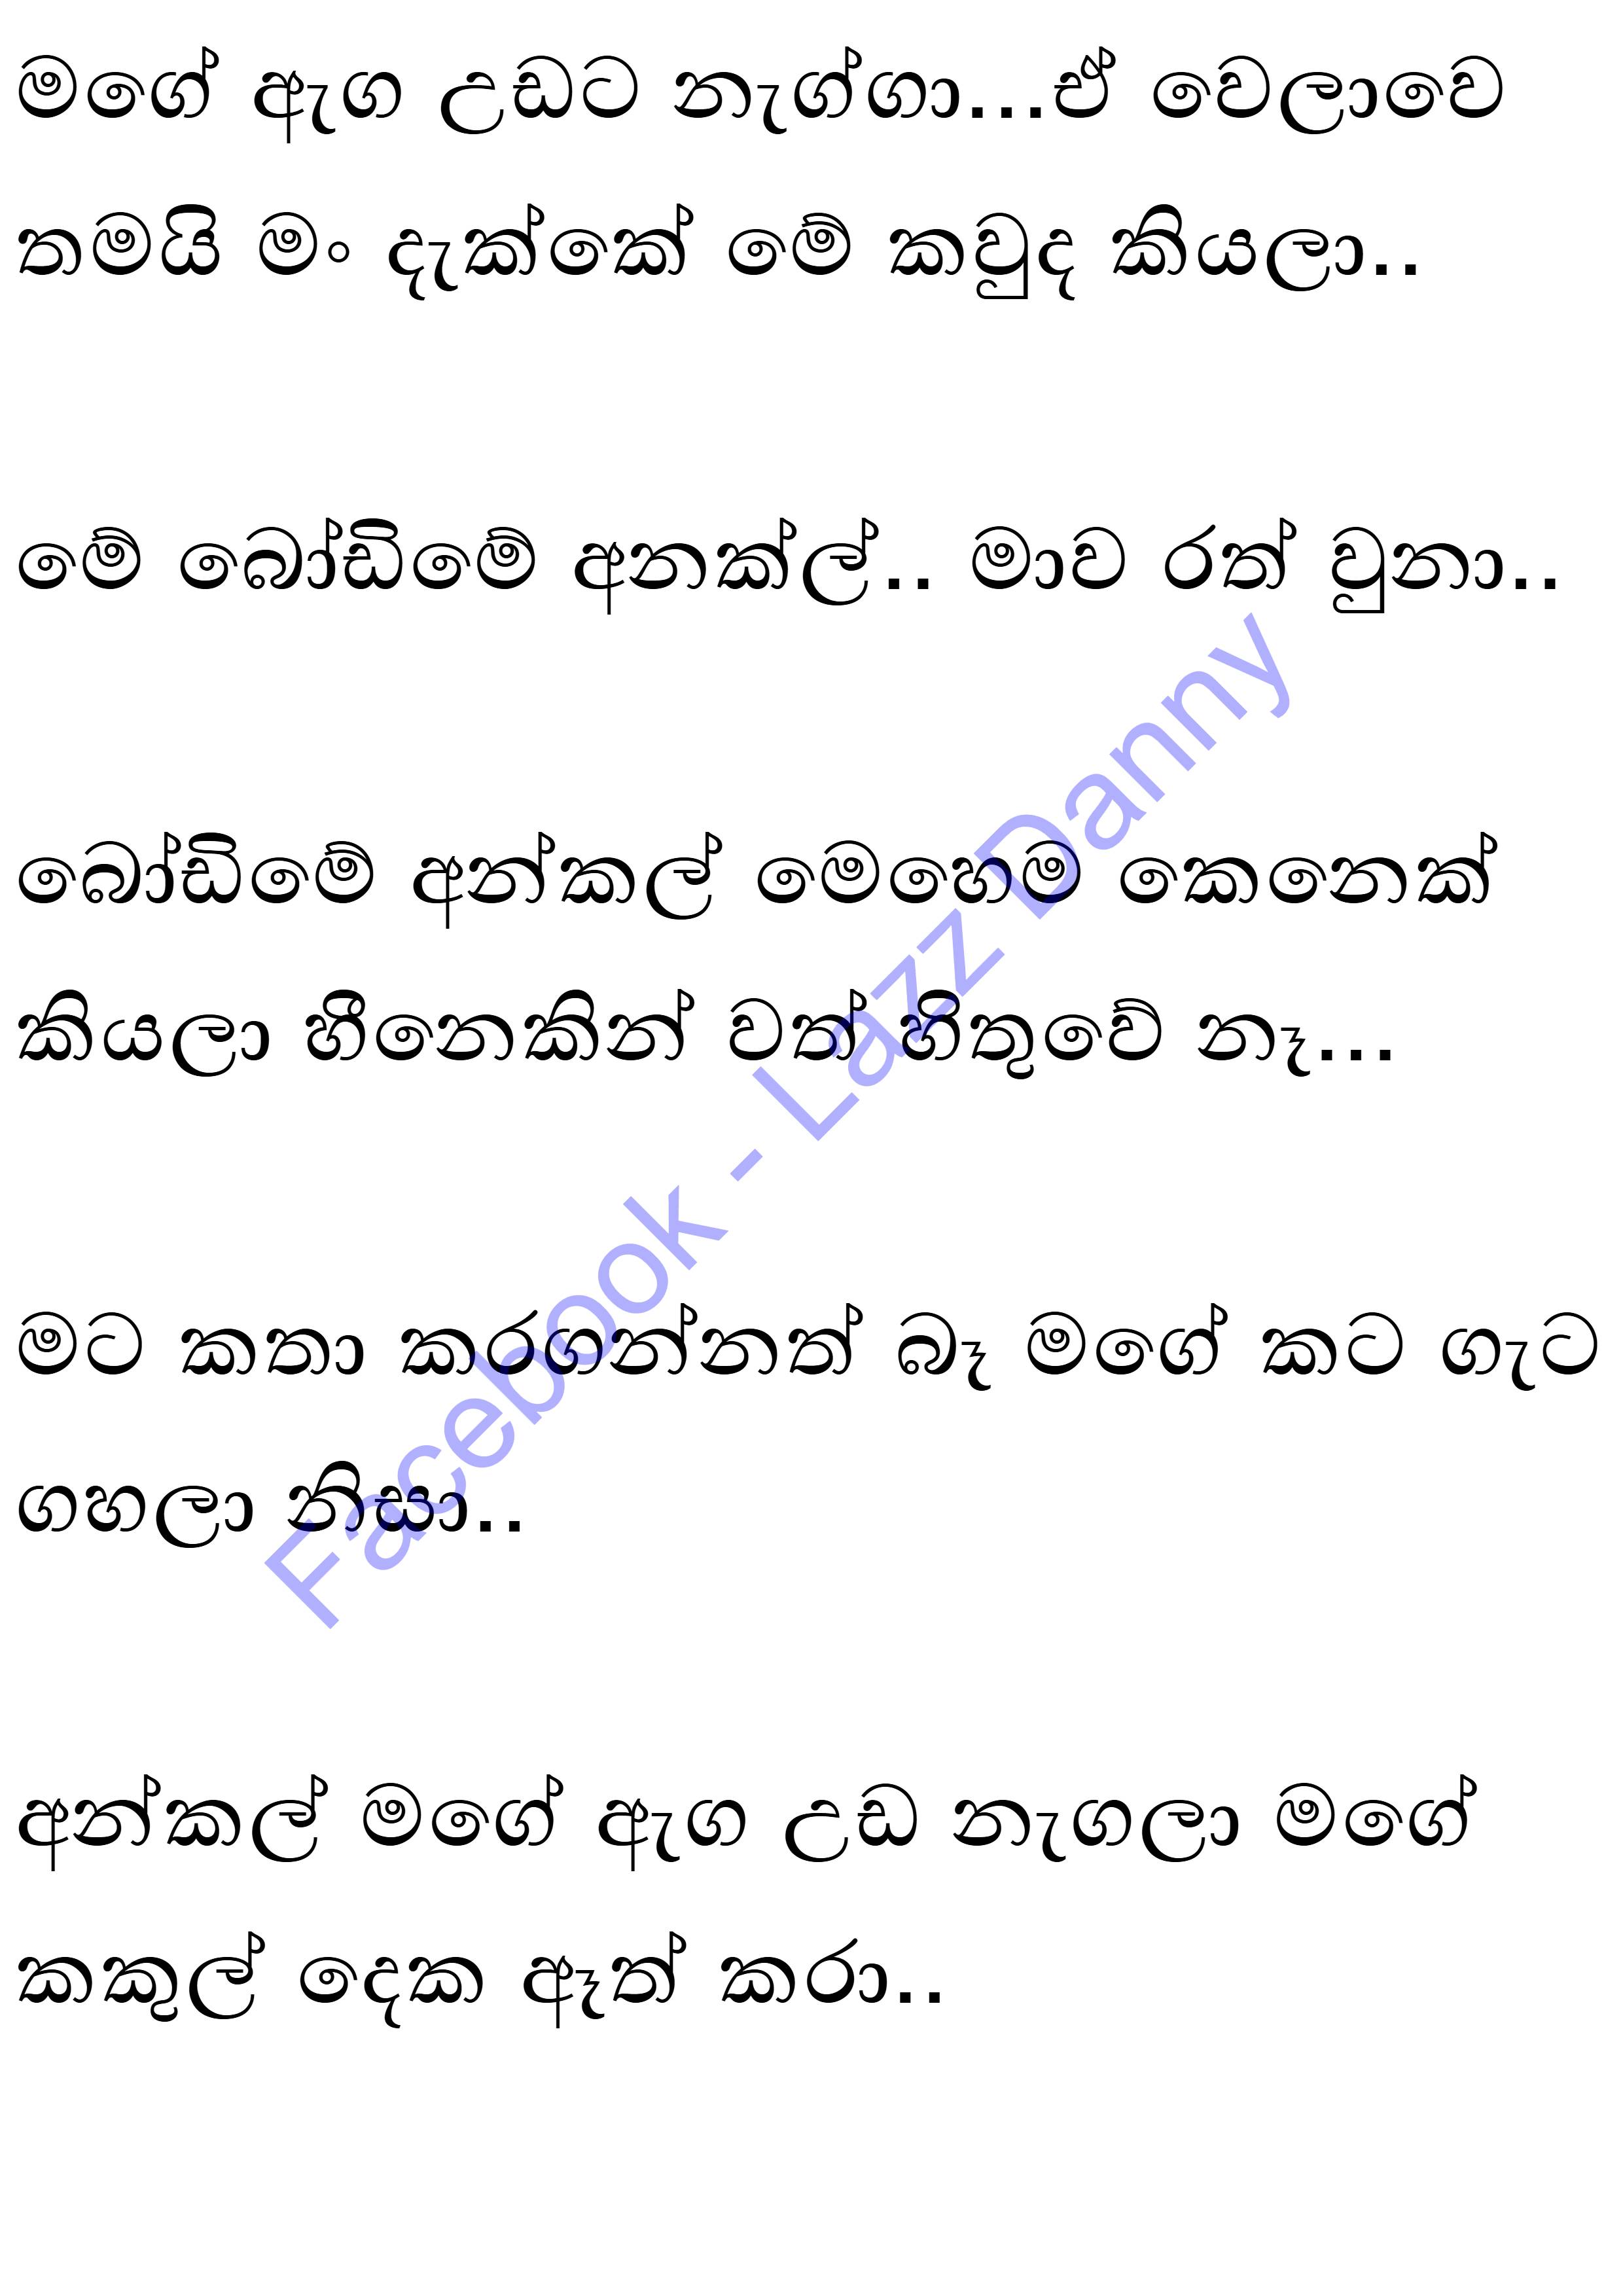 මගේ ඇග උඩට නැග්ගා...ඒ වෙලාවෙ
තමයි මං දැක්කේ මේ කවුද කියලා..
මේ බෝඩිමේ අනක්ල්.. මාව රත් වුනා..
බෝඩිමේ අන්කල් මෙහෙම කෙනෙක්
කියලා හීනෙකින් වත් හිතුවේ නෑ...
මට කතා කරගන්නත් බෑ මගේ කට ගැට
ගහලා නිසා..
අන්කල් මගේ ඇග උඩ නැගලා මගේ
කකුල් දෙක ඈත් කරා..
Facebook - Lazz Danny